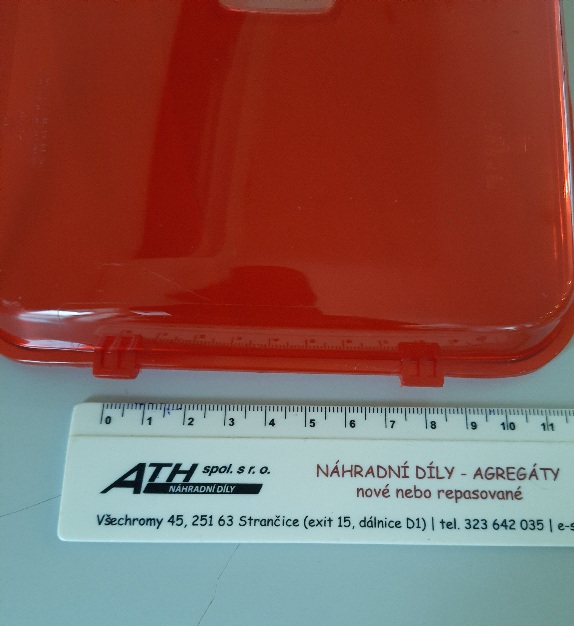 0 1 2 3 4 5 6 7 8 9 10 11
ATH spol. s r. o.
NÁHRADNÍ DÍLY
NÁHRADNÍ DÍLY - AGREGÁTY
nové nebo repasované
Všechromy 45, 251 63 Strančice (exit 15, dálnice D1) | tel. 323 642 035 | e-